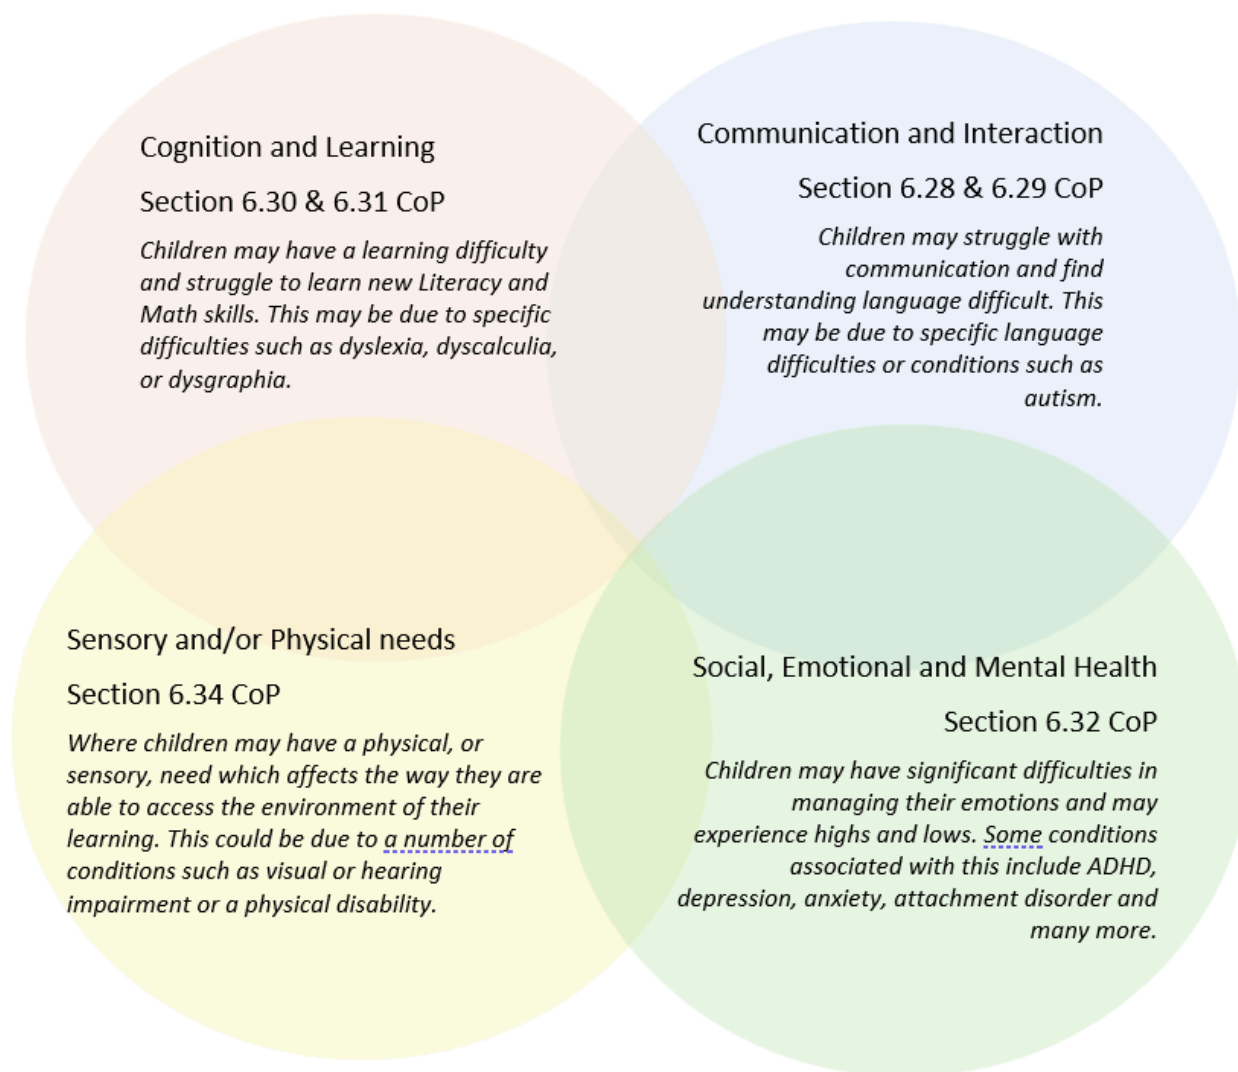 Cognition and Learning
Section 6.30 & 6.31 CoP
Children may have a learning difficulty
and struggle to learn new Literacy and
Math skills. This may be due to specific
difficulties such as dyslexia, dyscalculia,
or dysgraphia.
Communication and Interaction
Section 6.28 & 6.29 CoP
Children may struggle with
communication and find
understanding language difficult. This
may be due to specific language
difficulties or conditions such as
autism.
Sensory and/or Physical needs
Section 6.34 CoP
Where children may have a physical, or
sensory, need which affects the way they are
able to access the environment of their
learning. This could be due to a number of
conditions such as visual or hearing
impairment or a physical disability.
Social, Emotional and Mental Health
Section 6.32 CoP
Children may have significant difficulties in
managing their emotions and may
experience highs and lows. Some conditions
associated with this include ADHD,
depression, anxiety, attachment disorder and
many more.